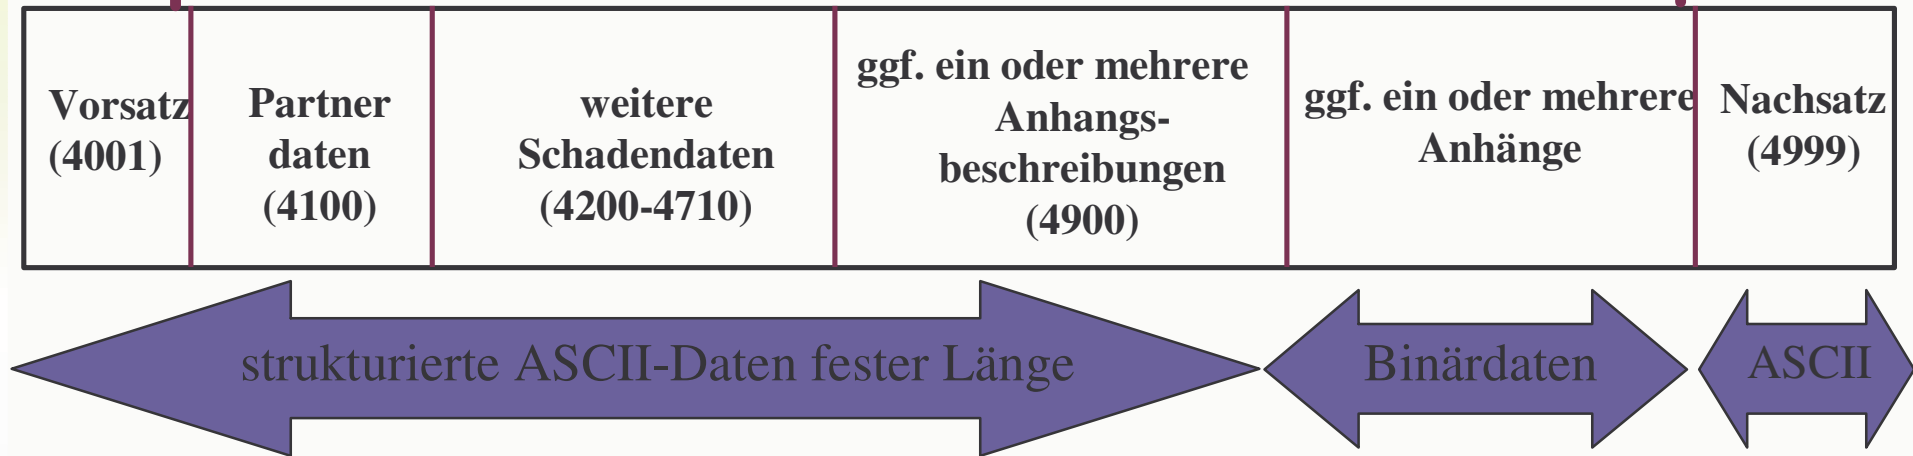 Vorsatz
(4001)
Partner
daten
(4100)
weitere
Schadendaten
(4200-4710)
ggf. ein oder mehrere
Anhangs-
beschreibungen
(4900)
ggf. ein oder mehrere
Anhänge
Nachsatz
(4999)
strukturierte ASCII-Daten fester Länge
Binärdaten
ASCII